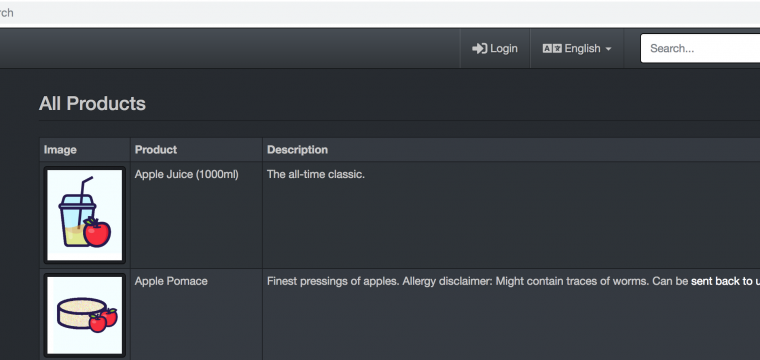 rch
Login
English
Search...
All Products
Image Product Description
Apple Juice (1000ml) The all-time classic.
Apple Pomace Finest pressings of apples. Allergy disclaimer: Might contain traces of worms. Can be sent back to u